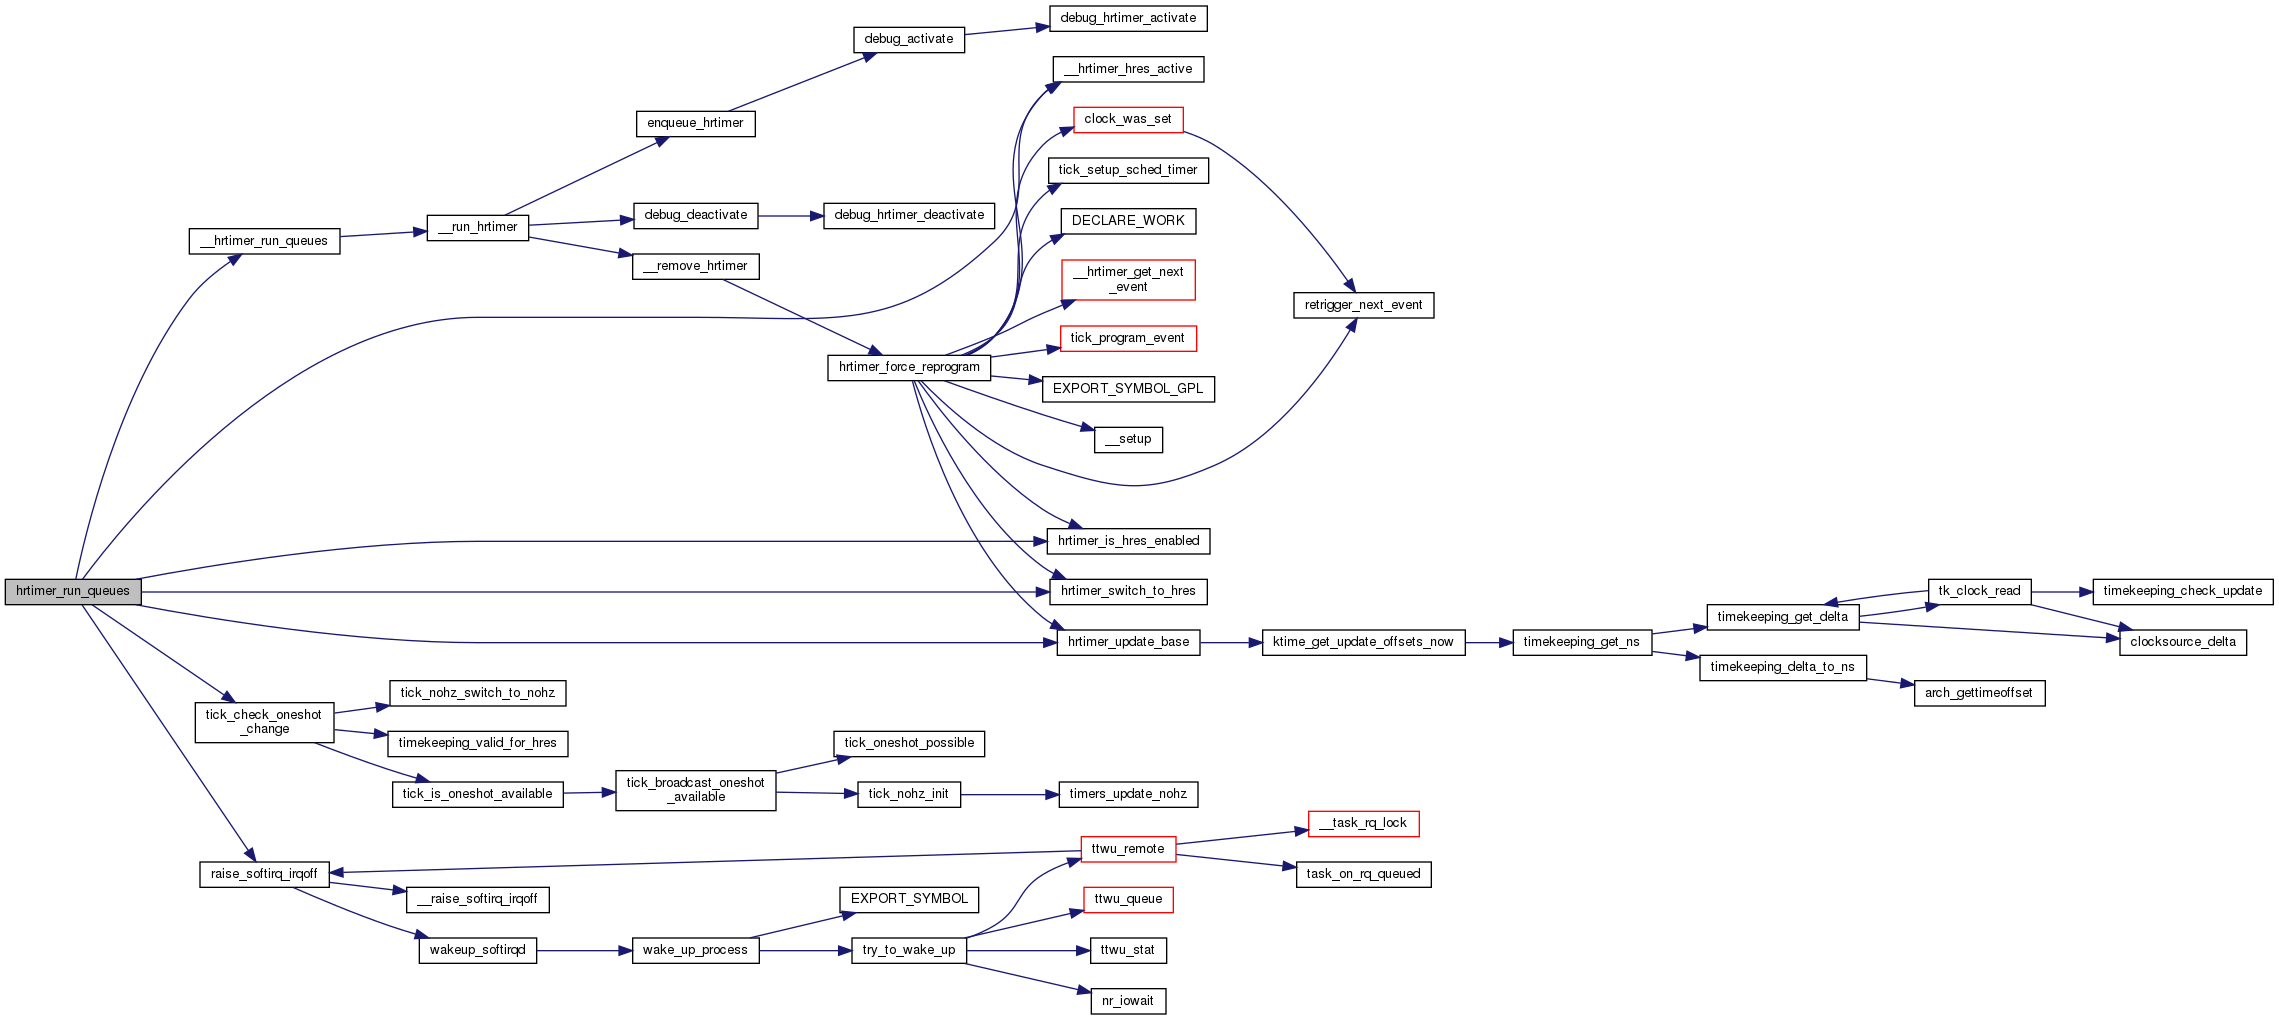 debug_hrtimer_activate
debug_activate
__hrtimer_hres_active
clock_was_set
enqueue_hrtimer
tick_setup_sched_timer
debug_deactivate
debug_hrtimer_deactivate
DECLARE_WORK
__run_hrtimer
__hrtimer_run_queues
__remove_hrtimer
__hrtimer_get_next
_event
retrigger_next_event
tick_program_event
hrtimer_force_reprogram
EXPORT_SYMBOL_GPL
__setup
hrtimer_is_hres_enabled
hrtimer_run_queues
hrtimer_switch_to_hres
tk_clock_read
timekeeping_check_update
timekeeping_get_delta
hrtimer_update_base
ktime_get_update_offsets_now
timekeeping_get_ns
clocksource_delta
timekeeping_delta_to_ns
arch_gettimeoffset
tick_nohz_switch_to_nohz
tick_check_oneshot
_change
timekeeping_valid_for_hres
tick_oneshot_possible
tick_is_oneshot_available
tick_broadcast_oneshot
_available
tick_nohz_init
timers_update_nohz
__task_rq_lock
ttwu_remote
raise_softirq_irqoff
task_on_rq_queued
__raise_softirq_irqoff
EXPORT_SYMBOL
ttwu_queue
wakeup_softirqd
wake_up_process
try_to_wake_up
ttwu_stat
nr_iowait